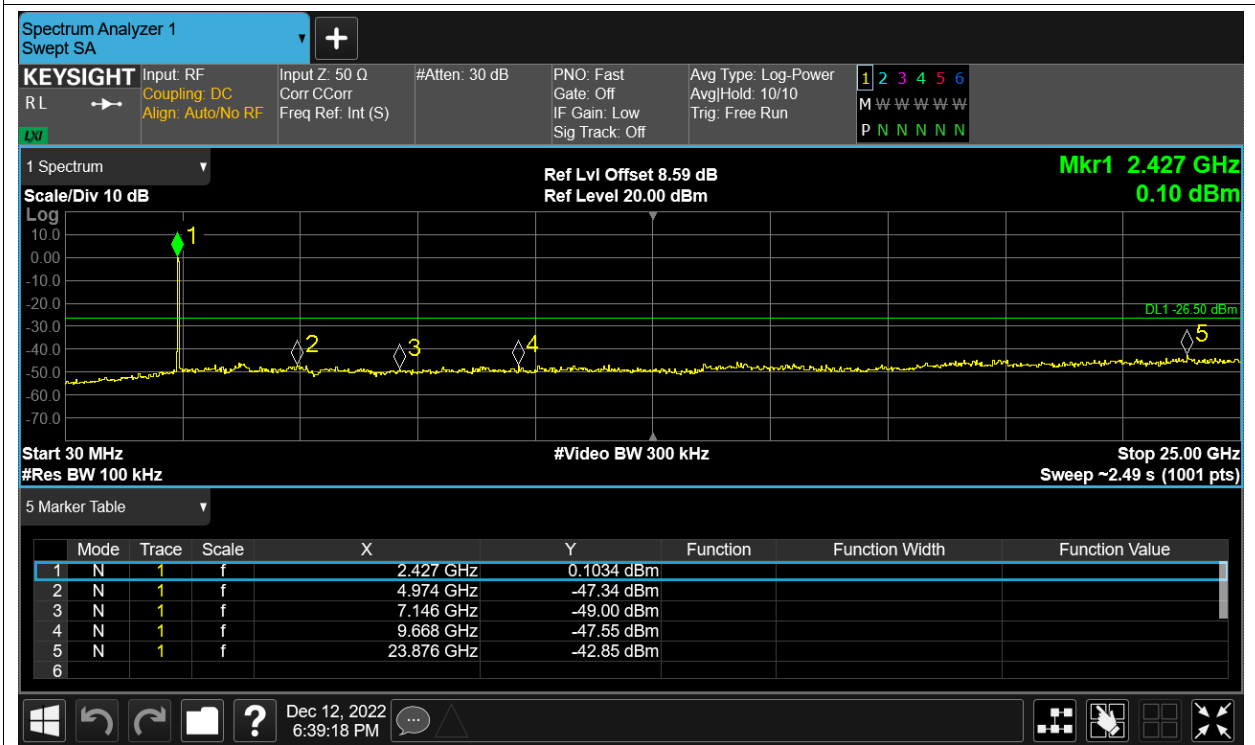 Spectrum Analyzer 1
Swept SA
KEYSIGHT
RL
LXI
Input: RF
Coupling: DC
Align: Auto/No RF
Input Z: 50 Ω
Corr CCorr
Freq Ref: Int (S)
#Atten: 30 dB
PNO: Fast
Gate: Off
IF Gain: Low
Sig Track: Off
Avg Type: Log-Power
Avg|Hold: 10/10
Trig: Free Run
1 2 3 4 5 6
M W W W W W
P N N N N N
1 Spectrum
Scale/Div 10 dB
Ref Lvl Offset 8.59 dB
Ref Level 20.00 dBm
Mkr1 2.427 GHz
0.10 dBm
Log
10.0
0.00
-10.0
-20.0
-30.0
-40.0
-50.0
-60.0
-70.0
1
2
3
4
5
DL1 -26.50 dBm
Start 30 MHz
#Video BW 300 kHz
Stop 25.00 GHz
#Res BW 100 kHz
Sweep ~2.49 s (1001 pts)
5 Marker Table
Mode Trace Scale X Y Function Function Width Function Value
1 N 1 f 2.427 GHz 0.1034 dBm
2 N 1 f 4.974 GHz -47.34 dBm
3 N 1 f 7.146 GHz -49.00 dBm
4 N 1 f 9.668 GHz -47.55 dBm
5 N 1 f 23.876 GHz -42.85 dBm
6
?
Dec 12, 2022
6:39:18 PM